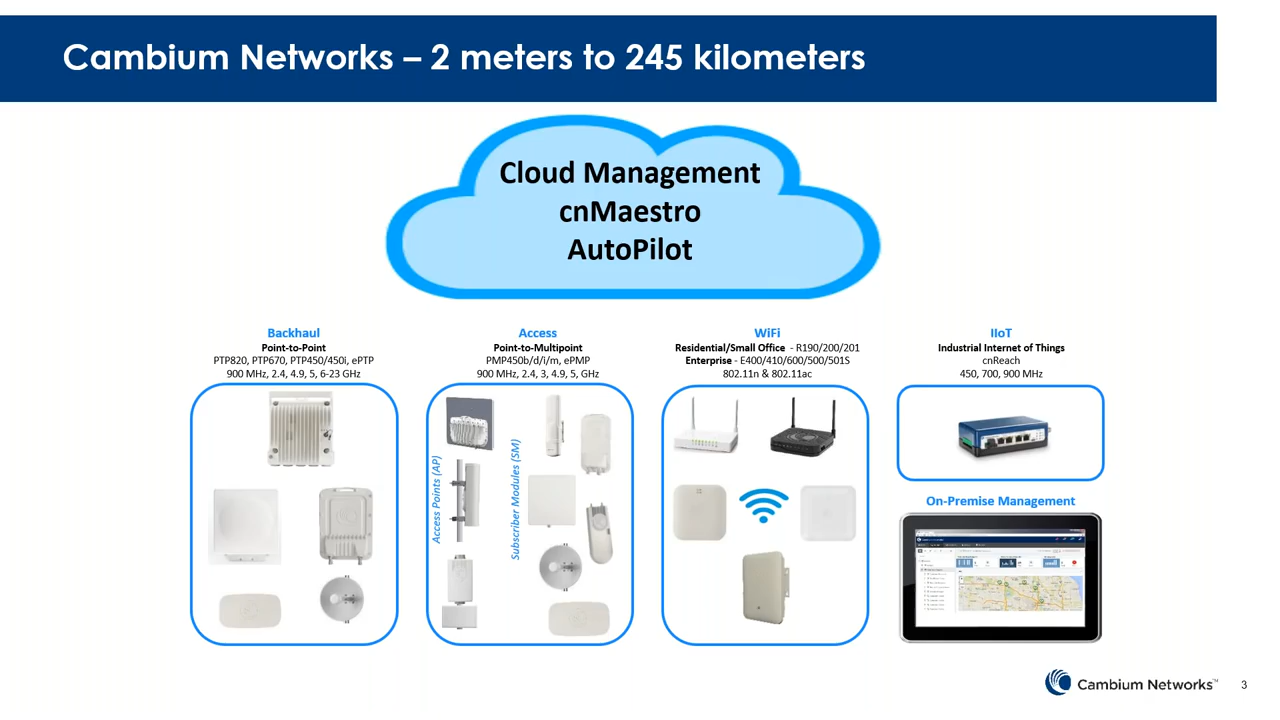 Cambium Networks – 2 meters to 245 kilometers
Cloud Management
cnMaestro
AutoPilot
Backhaul
Point-to-Point
PTP820, PTP670, PTP450/450i, ePTP
900 MHz, 2.4, 4.9, 5, 6-23 GHz
Access
Point-to-Multipoint
PMP450b/d/i/m, ePMP
900 MHz, 2.4, 3, 4.9, 5, GHz
Access Points (AP)
Subscriber Modules (SM)
WiFi
Residential/Small Office - R190/200/201
Enterprise - E400/410/600/500/501S
802.11n & 802.11ac
IIoT
Industrial Internet of Things
cnReach
450, 700, 900 MHz
On-Premise Management
Cambium Networks™
3